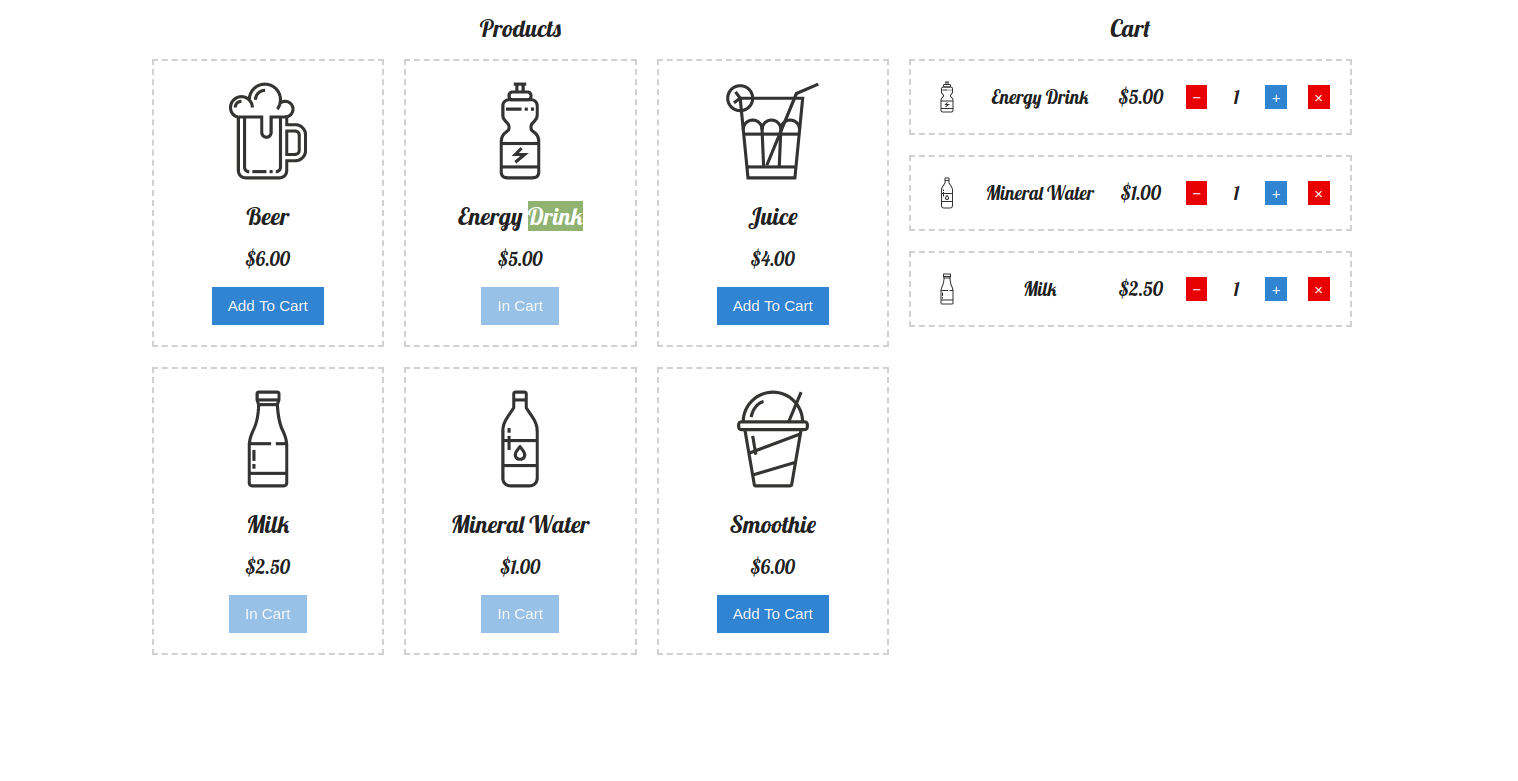 Products
Beer
$6.00
Add To Cart
Energy Drink
$5.00
In Cart
Juice
$4.00
Add To Cart
Milk
$2.50
In Cart
Mineral Water
$1.00
In Cart
Smoothie
$6.00
Add To Cart
Cart
Energy Drink $5.00 − 1 + ×
Mineral Water $1.00 − 1 + ×
Milk $2.50 − 1 + ×